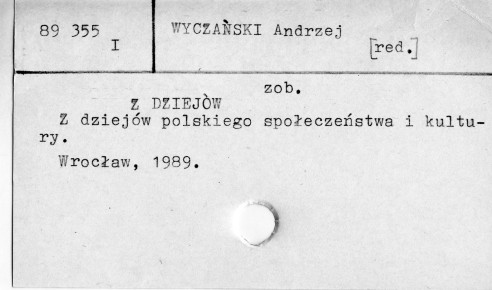 89 355
I
WYCZAŃSKI Andrzej
[red.]
zob.
Z DZIEJÓW
Z dziejów polskiego społeczeństwa i kultu-
ry.
Wrocław, 1989.